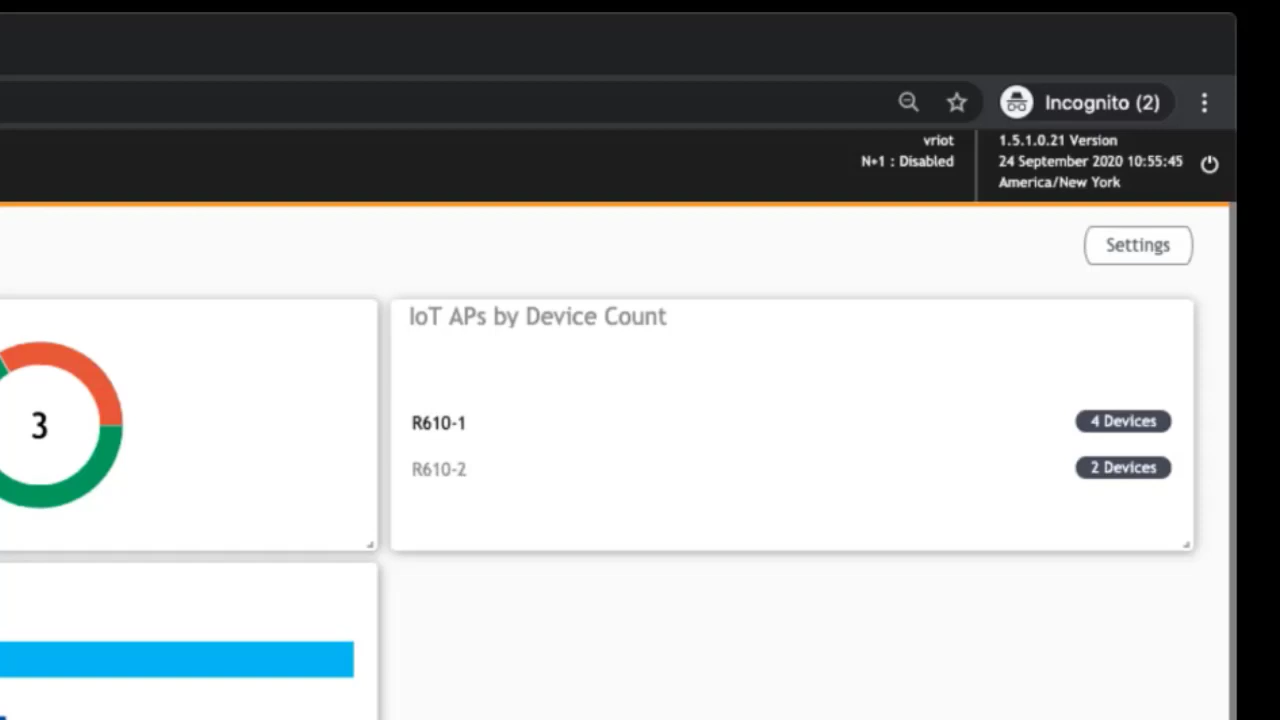 Incognito (2)
vriot
N+1 : Disabled
1.5.1.0.21 Version
24 September 2020 10:55:45
America/New York
Settings
3
IoT APs by Device Count
R610-1
4 Devices
R610-2
2 Devices